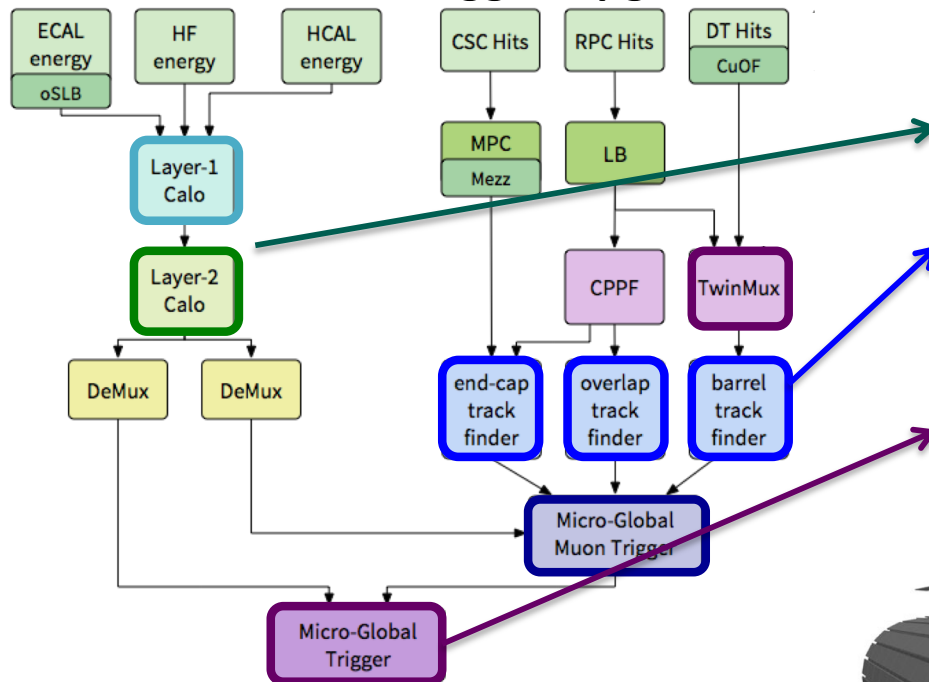 ECAL
energy
oSLB
HF
energy
HCAL
energy
CSC Hits
RPC Hits
DT Hits
CuOF
MPC
Mezz
LB
Layer-1
Calo
Layer-2
Calo
CPPF
TwinMux
DeMux
DeMux
end-cap
track
finder
overlap
track
finder
barrel
track
finder
Micro-Global
Muon Trigger
Micro-Global
Trigger